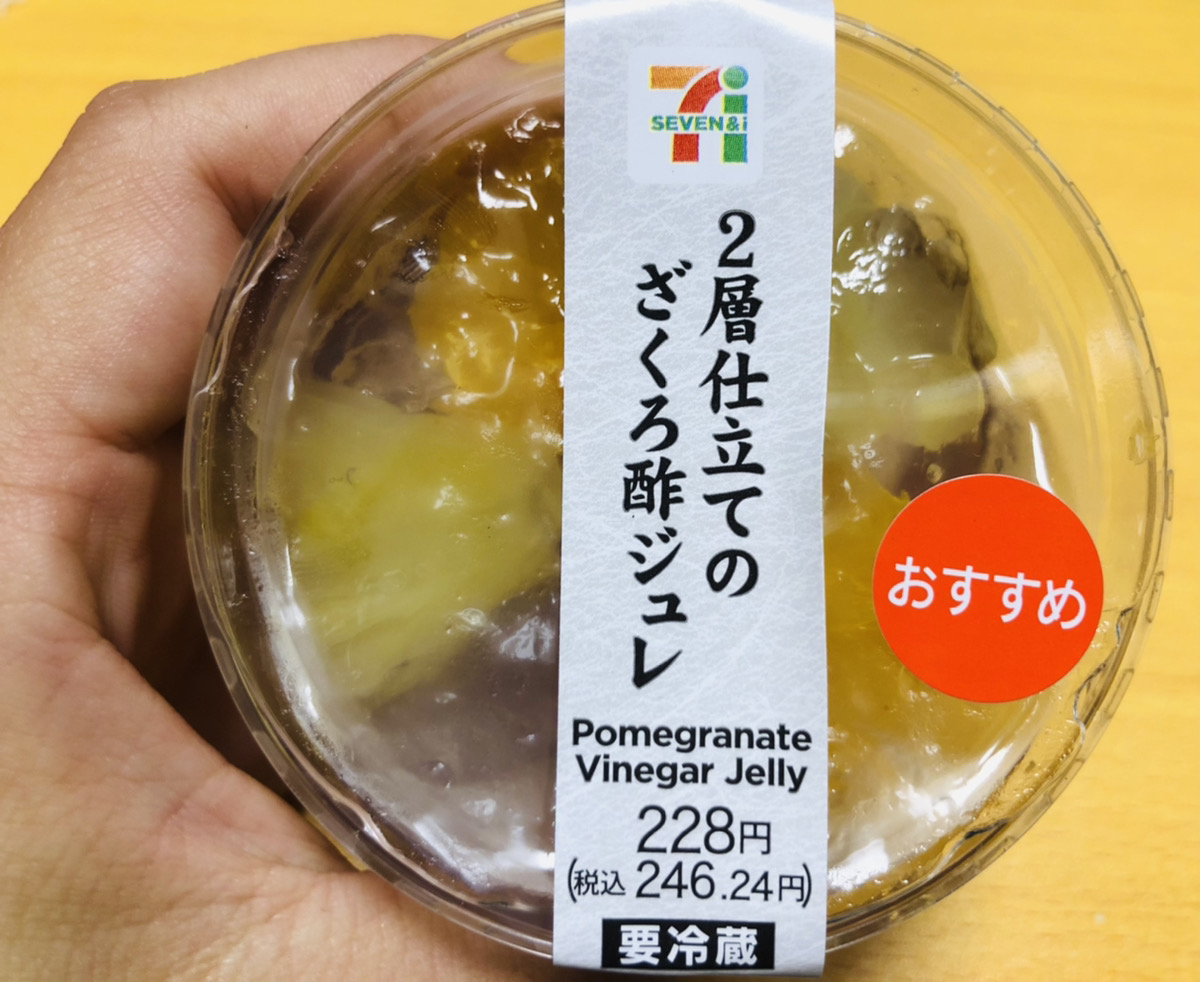 SEVEN&i
2層仕立ての
ざくろ酢ジュレ
Pomegranate
Vinegar Jelly
228円
(税込 246.24円)
要冷蔵
おすすめ